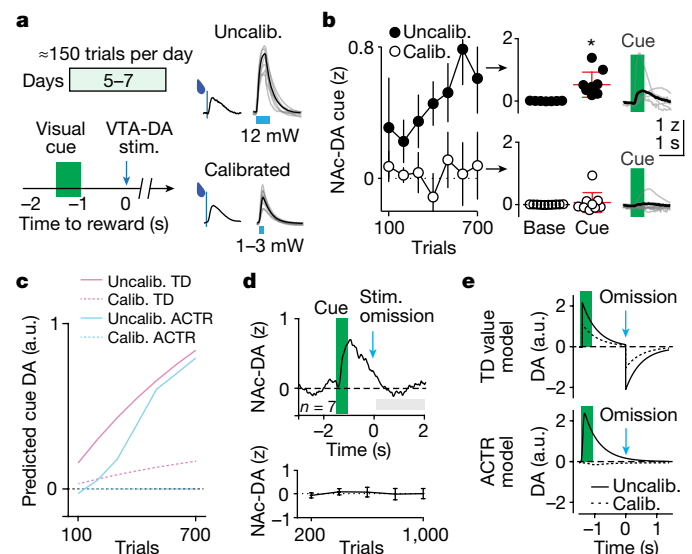 a
≈150 trials per day
Days
5–7
Visual
cue
VTA-DA
stim.
−2
−1
0
Time to reward (s)
Uncalib.
12 mW
Calibrated
1–3 mW
b
Uncalib.
Calib.
NAc-DA cue (z)
0.8
0
100
700
Trials
2
0
*
Cue
1 z
1 s
2
0
Base
Cue
Cue
c
Uncalib. TD
Calib. TD
Uncalib. ACTR
Calib. ACTR
Predicted cue DA (a.u.)
1
0
100
700
Trials
d
Cue
Stim.
omission
NAc-DA (z)
1
0
n = 7
−2
0
2
Time (s)
NAc-DA (z)
1
0
−1
200
1,000
Trials
e
Omission
TD value
model
DA (a.u.)
2
0
−2
Omission
ACTR
model
DA (a.u.)
2
0
−2
Uncalib.
Calib.
−1
0
1
Time (s)